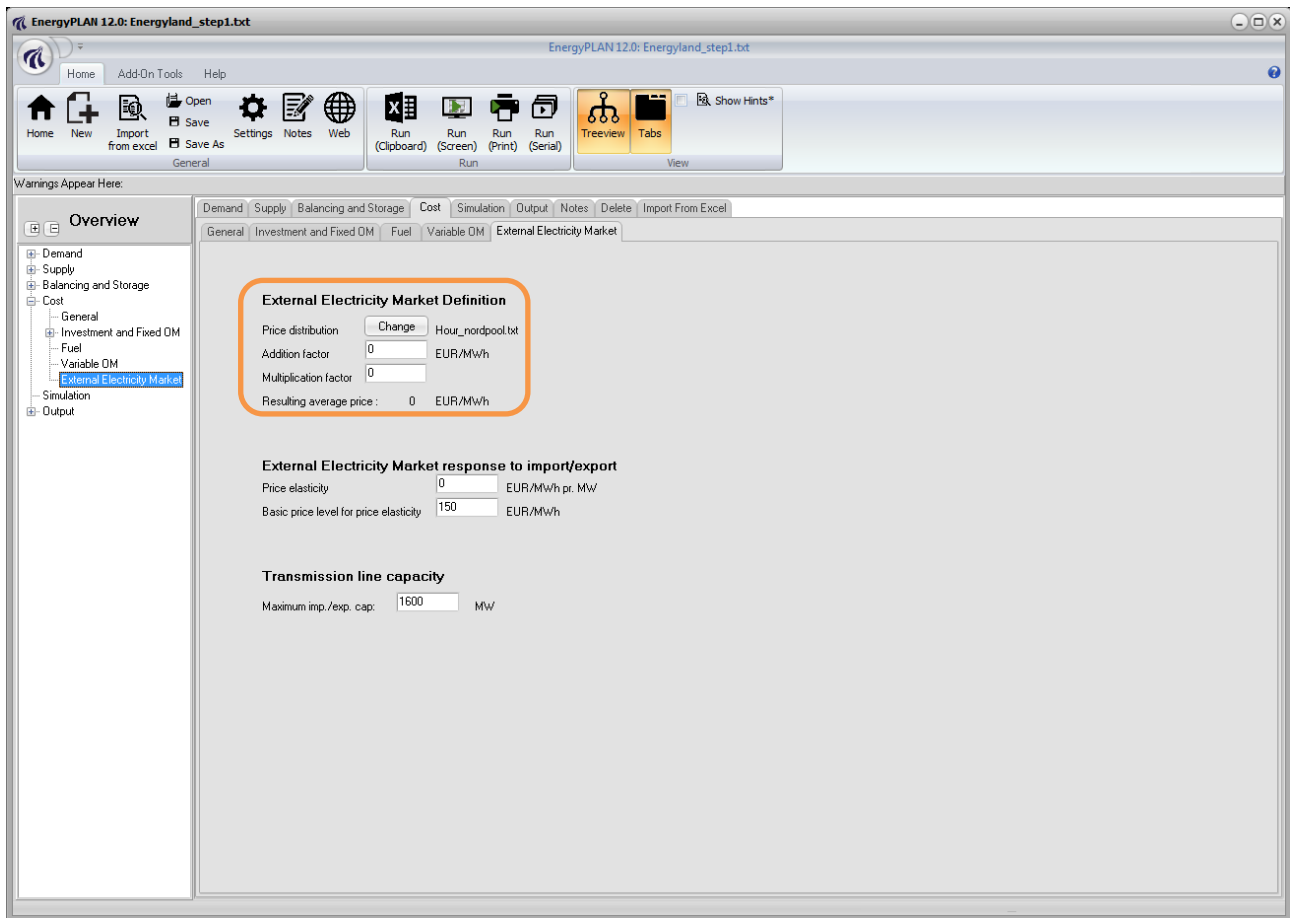 EnergyPLAN 12.0: Energyland_step1.txt
EnergyPLAN 12.0: Energyland_step1.txt
Home Add-On Tools Help
Home New Import from excel Open Save Save As Settings Notes Web Run (Clipboard) Run (Screen) Run (Print) Run (Serial) Treeview Tabs Show Hints*
General Run View
Warnings Appear Here:
Overview
Demand
Supply
Balancing and Storage
Cost
General
Investment and Fixed OM
Fuel
Variable OM
External Electricity Market
Simulation
Output
Demand Supply Balancing and Storage Cost Simulation Output Notes Delete Import From Excel
General Investment and Fixed OM Fuel Variable OM External Electricity Market
External Electricity Market Definition
Price distribution Change Hour_nordpool.txt
Addition factor 0 EUR/MWh
Multiplication factor 0
Resulting average price : 0 EUR/MWh
External Electricity Market response to import/export
Price elasticity 0 EUR/MWh pr. MW
Basic price level for price elasticity 150 EUR/MWh
Transmission line capacity
Maximum imp./exp. cap: 1600 MW